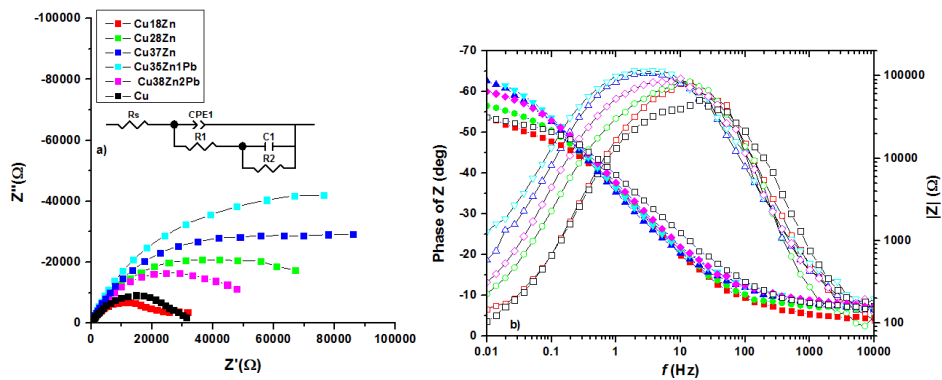 -100000
-80000
-60000
-40000
-20000
0
0 20000 40000 60000 80000 100000
Z''(Ω)
Z'(Ω)
Cu18Zn
Cu28Zn
Cu37Zn
Cu35Zn1Pb
Cu38Zn2Pb
Cu
Rs CPE1
R1 C1
R2
a)
-70
-60
-50
-40
-30
-20
-10
0
Phase of Z (deg)
0.01 0.1 1 10 100 1000 10000
f (Hz)
100000
10000
1000
100
|Z| (Ω)
b)